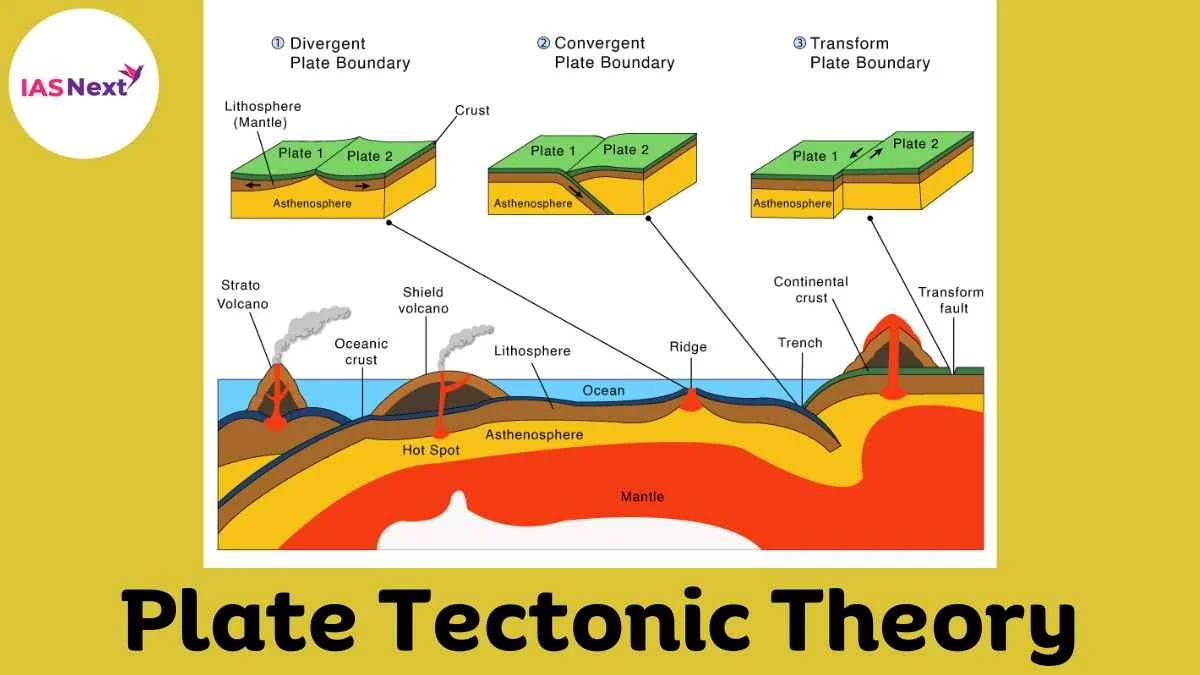 IAS Next
① Divergent
Plate Boundary
② Convergent
Plate Boundary
③ Transform
Plate Boundary
Lithosphere
(Mantle)
Crust
Plate 1
Plate 2
Asthenosphere
Plate 1
Plate 2
Asthenosphere
Plate 1
Plate 2
Asthenosphere
Strato
Volcano
Oceanic
crust
Shield
volcano
Lithosphere
Ocean
Ridge
Trench
Continental
crust
Transform
fault
Hot Spot
Asthenosphere
Mantle
Plate Tectonic Theory